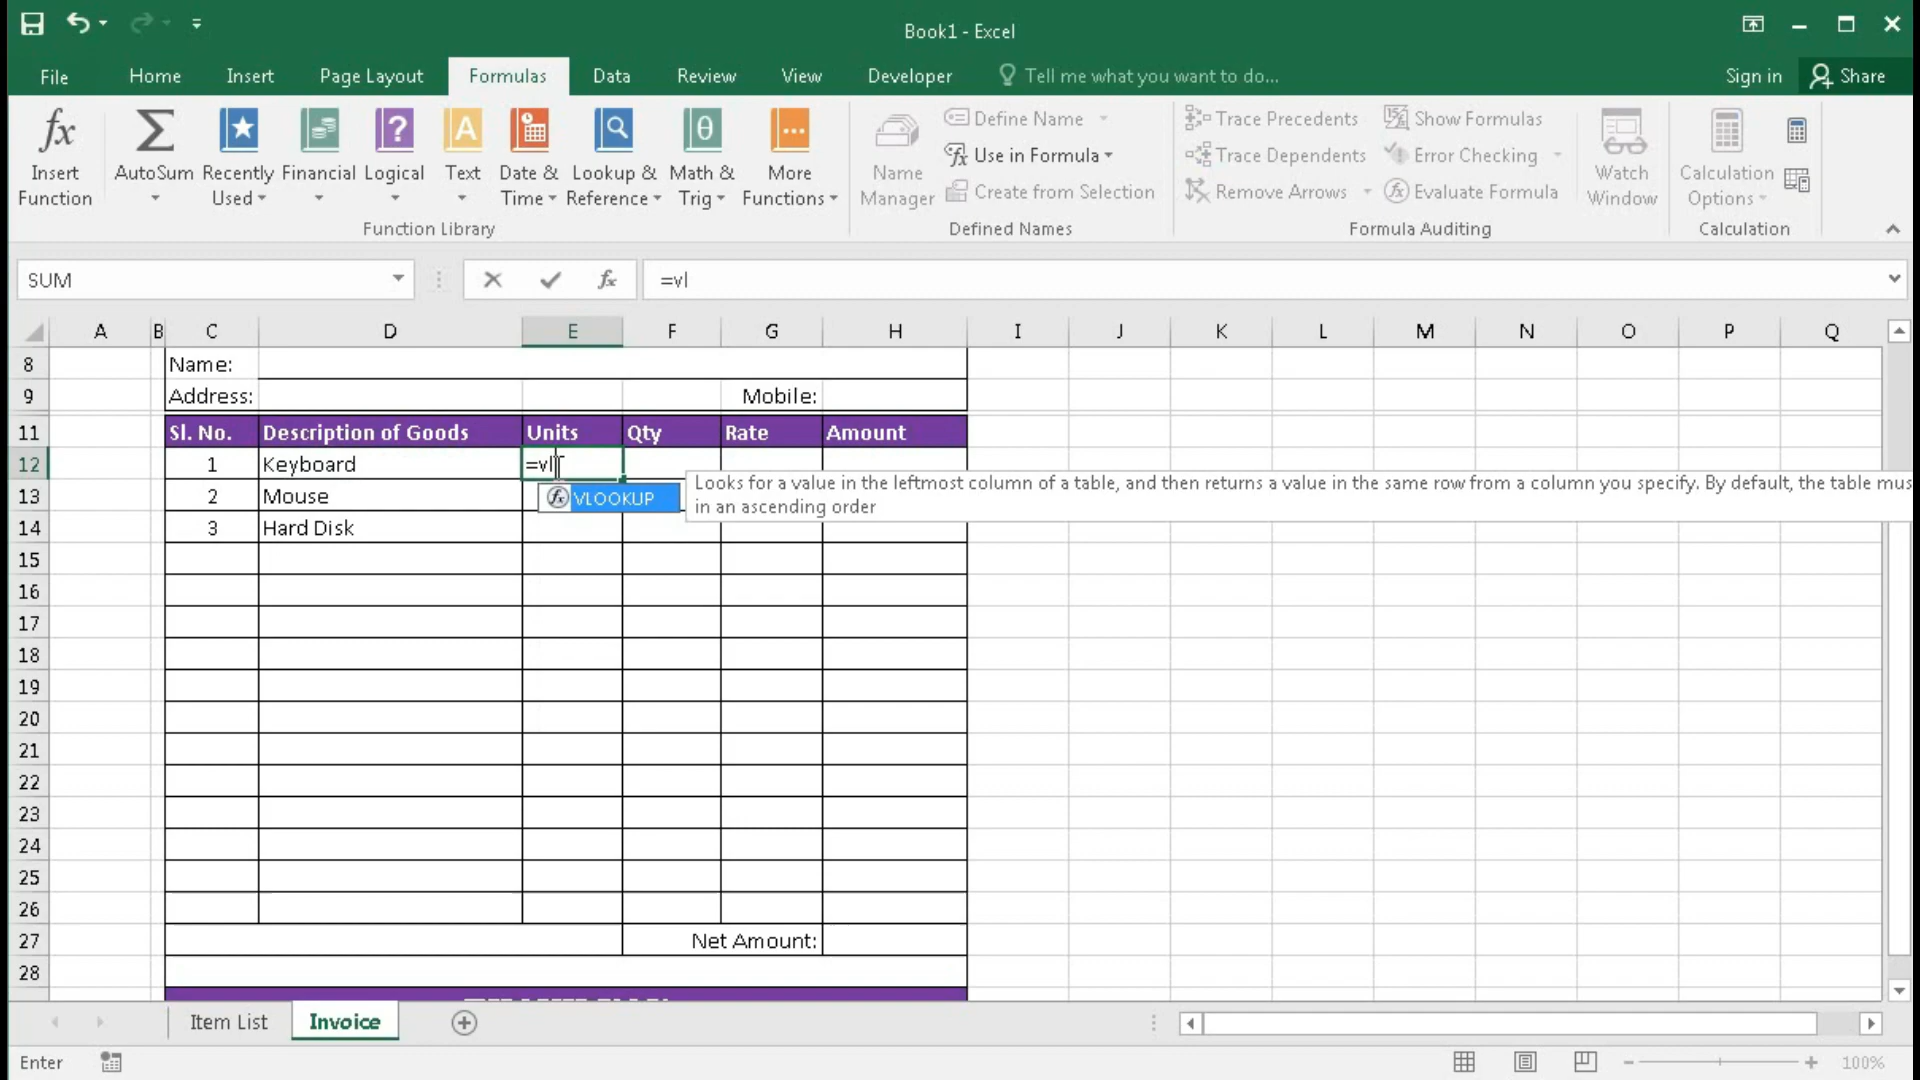 Book1 - Excel
File Home Insert Page Layout Formulas Data Review View Developer Tell me what you want to do... Sign in Share
Insert Function
AutoSum
Recently Used
Financial
Logical
Text
Date & Time
Lookup & Reference
Math & Trig
More Functions
Function Library
Name Manager
Define Name
Use in Formula
Create from Selection
Defined Names
Trace Precedents
Trace Dependents
Remove Arrows
Show Formulas
Error Checking
Evaluate Formula
Formula Auditing
Watch Window
Calculation Options
Calculation
SUM =vl
A B C D E F G H I J K L M N O P Q
8 Name:
9 Address: Mobile:
11 Sl. No. Description of Goods Units Qty Rate Amount
12 1 Keyboard =vl
VLOOKUP
Looks for a value in the leftmost column of a table, and then returns a value in the same row from a column you specify. By default, the table mus
in an ascending order
13 2 Mouse
14 3 Hard Disk
15
16
17
18
19
20
21
22
23
24
25
26
27 Net Amount:
28
Item List Invoice
Enter 100%